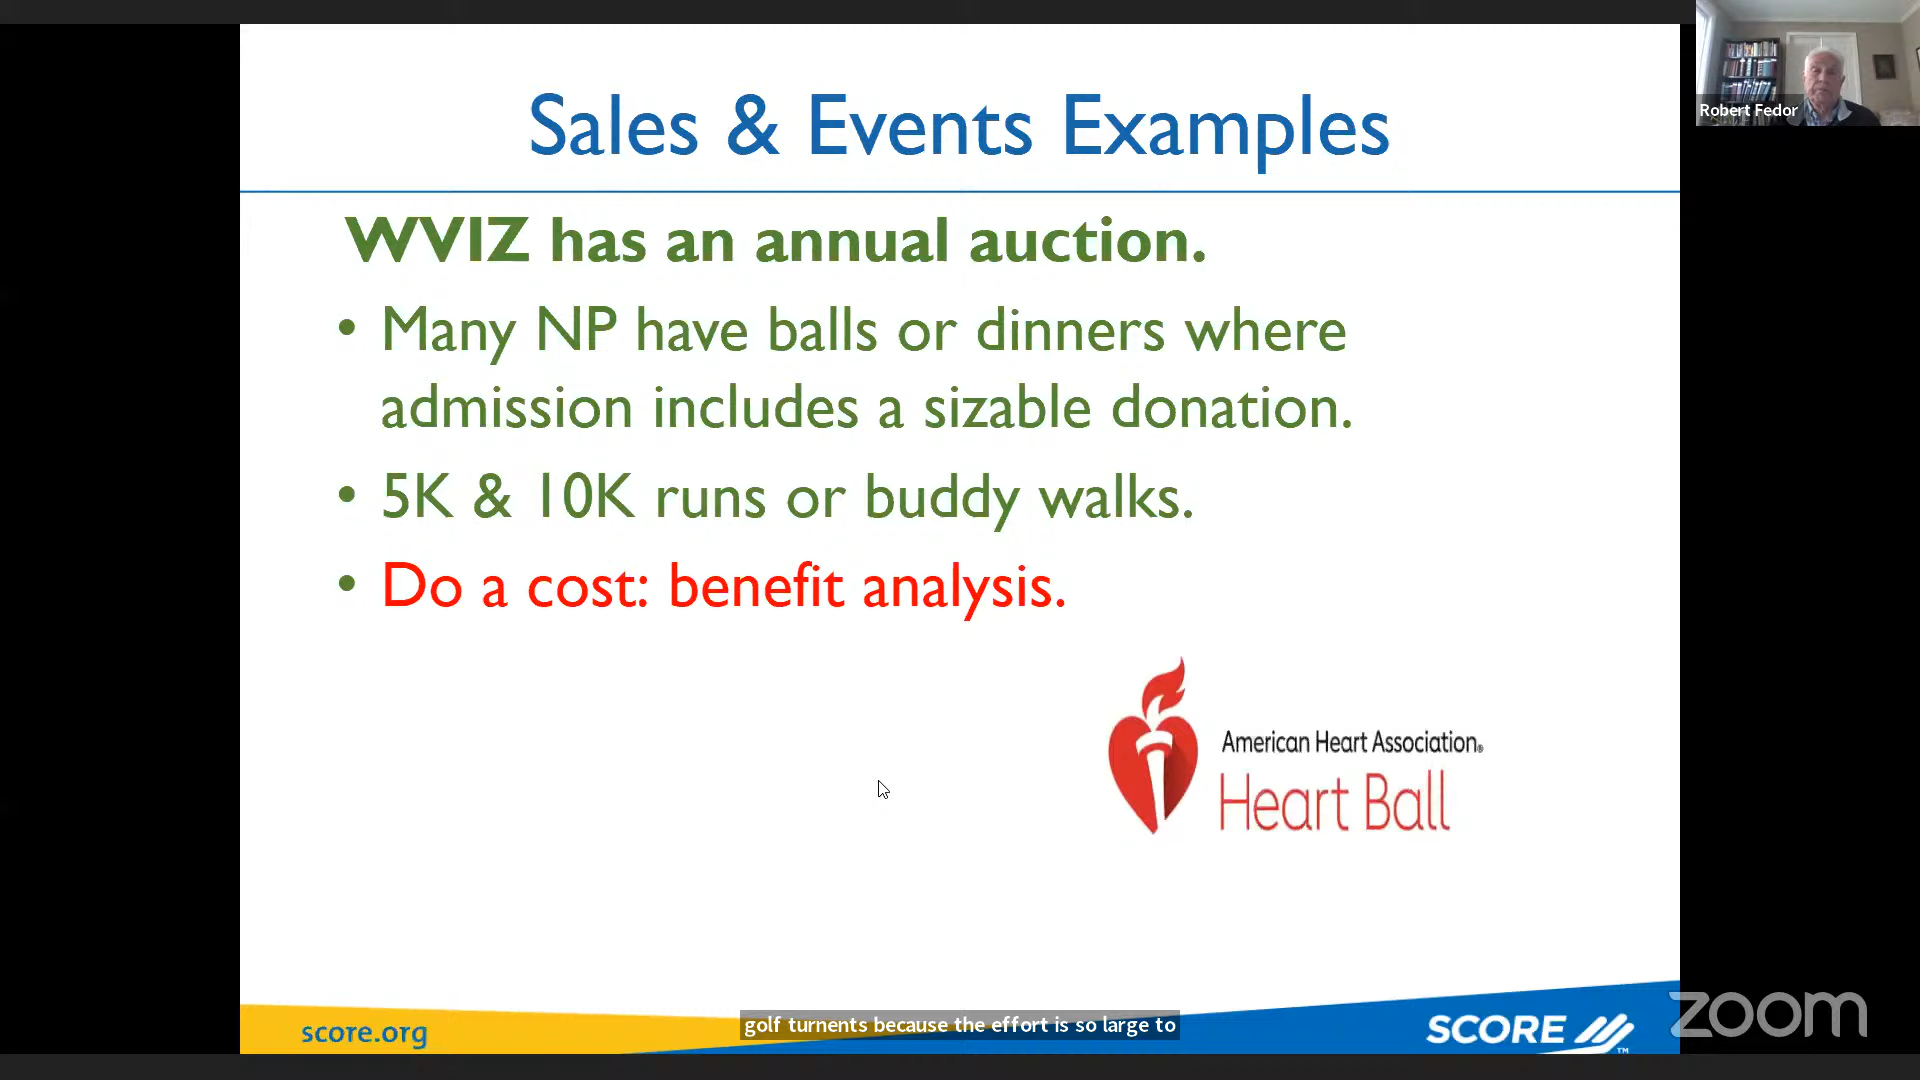 Sales & Events Examples
Robert Fedor
WVIZ has an annual auction.
• Many NP have balls or dinners where
admission includes a sizable donation.
• 5K & 10K runs or buddy walks.
• Do a cost: benefit analysis.
American Heart Association®
Heart Ball
score.org
golf turnents because the effort is so large to
SCORE
TM
zoom